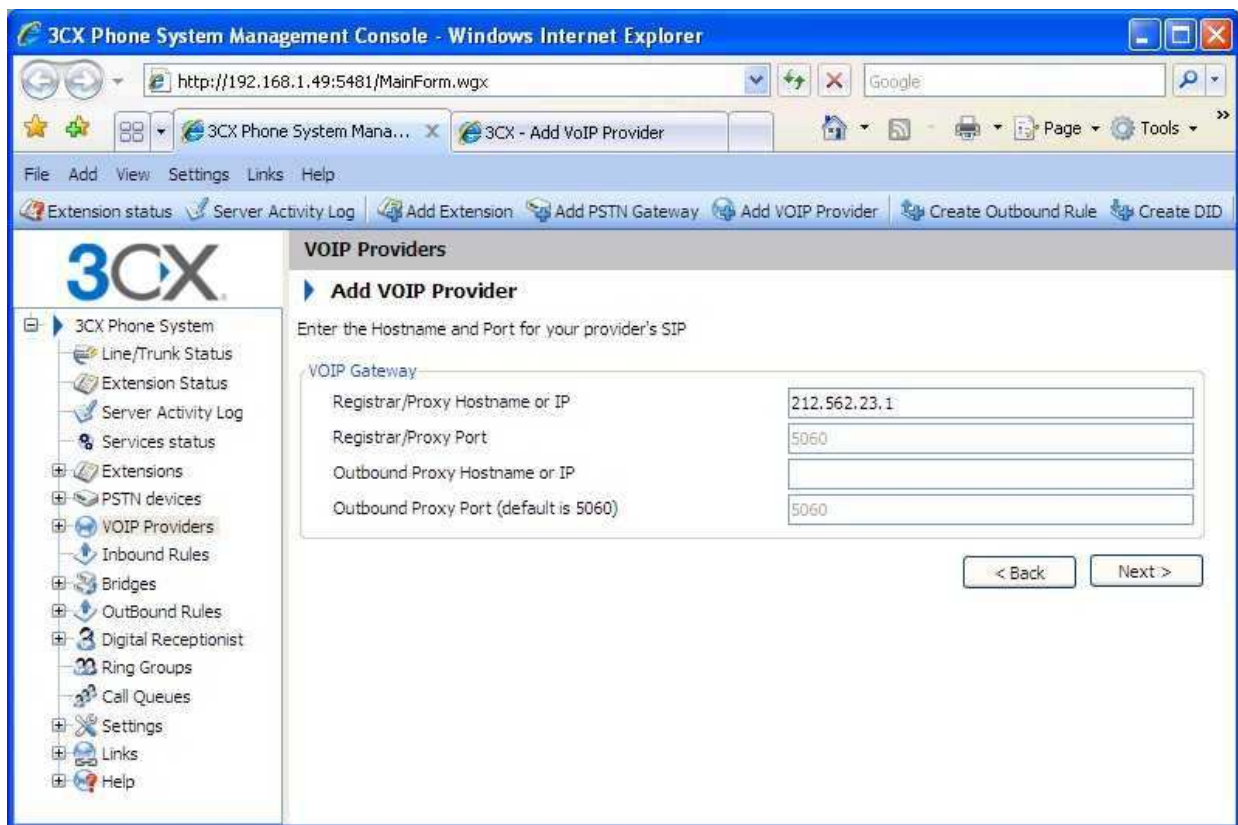 3CX Phone System Management Console - Windows Internet Explorer
http://192.168.1.49:5481/MainForm.wgx
Google
3CX Phone System Mana...
3CX - Add VoIP Provider
Page
Tools
»
File Add View Settings Links Help
Extension status Server Activity Log Add Extension Add PSTN Gateway Add VOIP Provider Create Outbound Rule Create DID
3CX
VOIP Providers
Add VOIP Provider
Enter the Hostname and Port for your provider's SIP
VOIP Gateway
Registrar/Proxy Hostname or IP 212.562.23.1
Registrar/Proxy Port 5060
Outbound Proxy Hostname or IP
Outbound Proxy Port (default is 5060) 5060
< Back Next >
3CX Phone System
Line/Trunk Status
Extension Status
Server Activity Log
Services status
Extensions
PSTN devices
VOIP Providers
Inbound Rules
Bridges
OutBound Rules
Digital Receptionist
Ring Groups
Call Queues
Settings
Links
Help